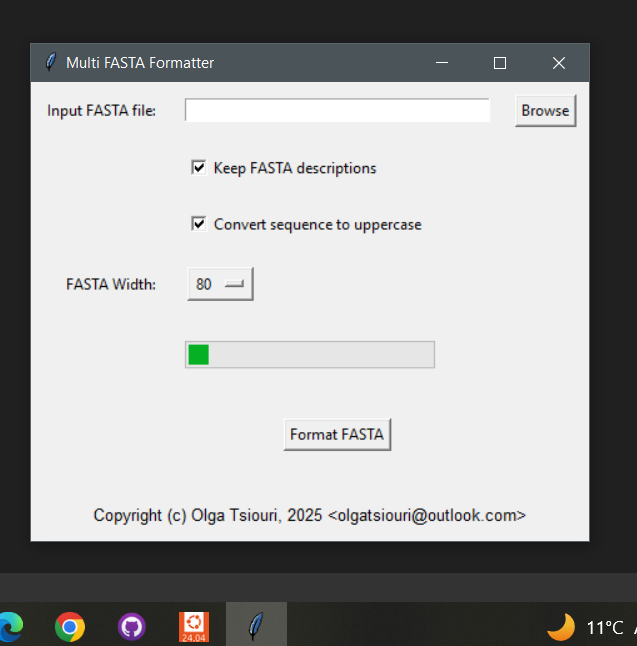 Multi FASTA Formatter
Input FASTA file:
Browse
Keep FASTA descriptions
Convert sequence to uppercase
FASTA Width:
80
Format FASTA
Copyright (c) Olga Tsiouri, 2025 <olgatsiouri@outlook.com>
24.04
11°C